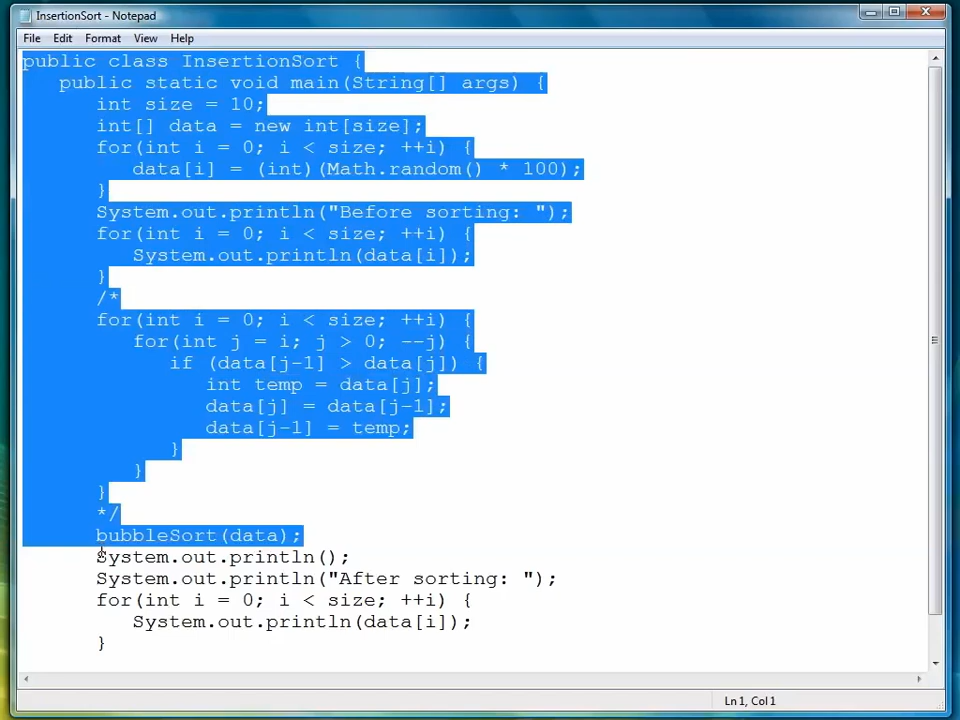 InsertionSort - Notepad
File Edit Format View Help
public class InsertionSort {
   public static void main(String[] args) {
      int size = 10;
      int[] data = new int[size];
      for(int i = 0; i < size; ++i) {
         data[i] = (int)(Math.random() * 100);
      }
      System.out.println("Before sorting: ");
      for(int i = 0; i < size; ++i) {
         System.out.println(data[i]);
      }
      /*
      for(int i = 0; i < size; ++i) {
         for(int j = i; j > 0; --j) {
            if (data[j-1] > data[j]) {
               int temp = data[j];
               data[j] = data[j-1];
               data[j-1] = temp;
            }
         }
      }
      */
      bubbleSort(data);
      System.out.println();
      System.out.println("After sorting: ");
      for(int i = 0; i < size; ++i) {
         System.out.println(data[i]);
      }
Ln 1, Col 1